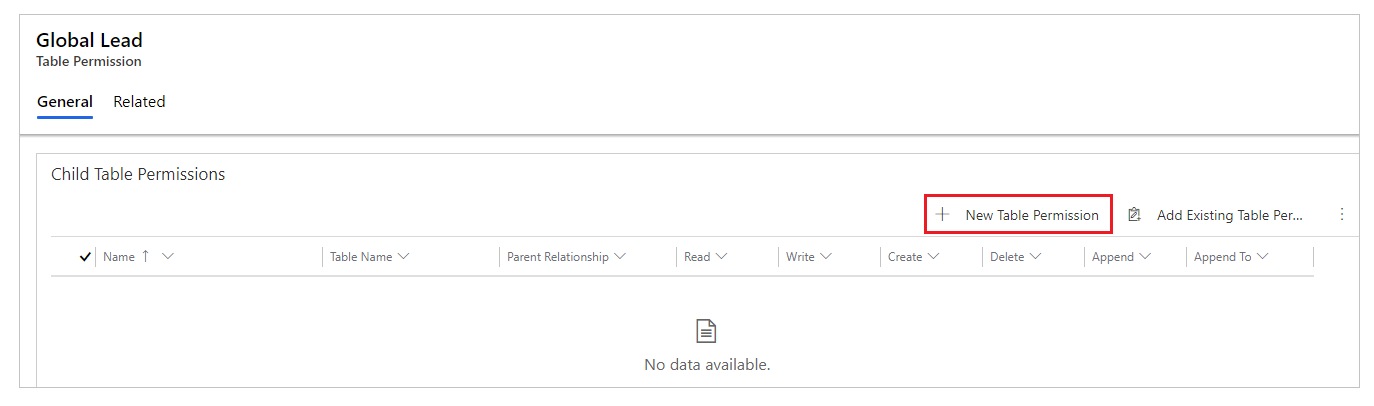 Global Lead
Table Permission
General Related
Child Table Permissions
New Table Permission Add Existing Table Per...
Name Table Name Parent Relationship Read Write Create Delete Append Append To
No data available.